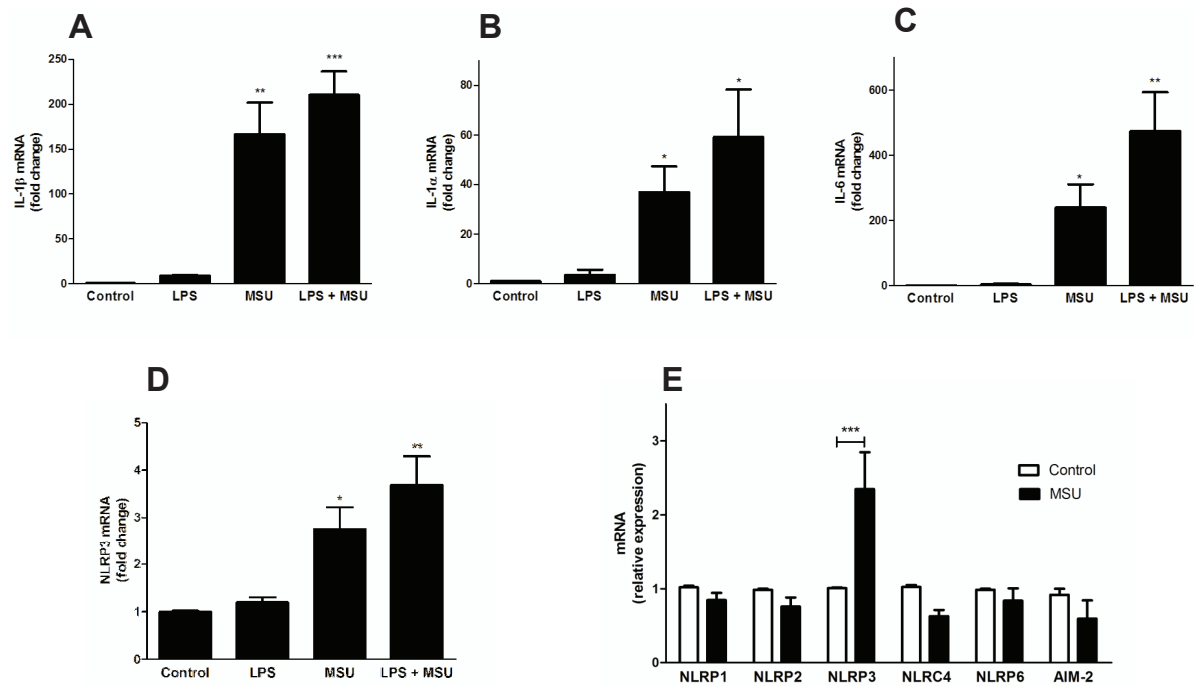 A
IL-1β mRNA
(fold change)
250
200
150
100
50
0
**
***
Control LPS MSU LPS + MSU
B
IL-1α mRNA
(fold change)
80
60
40
20
0
*
*
Control LPS MSU LPS + MSU
C
IL-6 mRNA
(fold change)
600
400
200
0
*
**
Control LPS MSU LPS + MSU
D
NLRP3 mRNA
(fold change)
5
4
3
2
1
0
*
**
Control LPS MSU LPS + MSU
E
mRNA
(relative expression)
3
2
1
0
***
Control
MSU
NLRP1 NLRP2 NLRP3 NLRC4 NLRP6 AIM-2